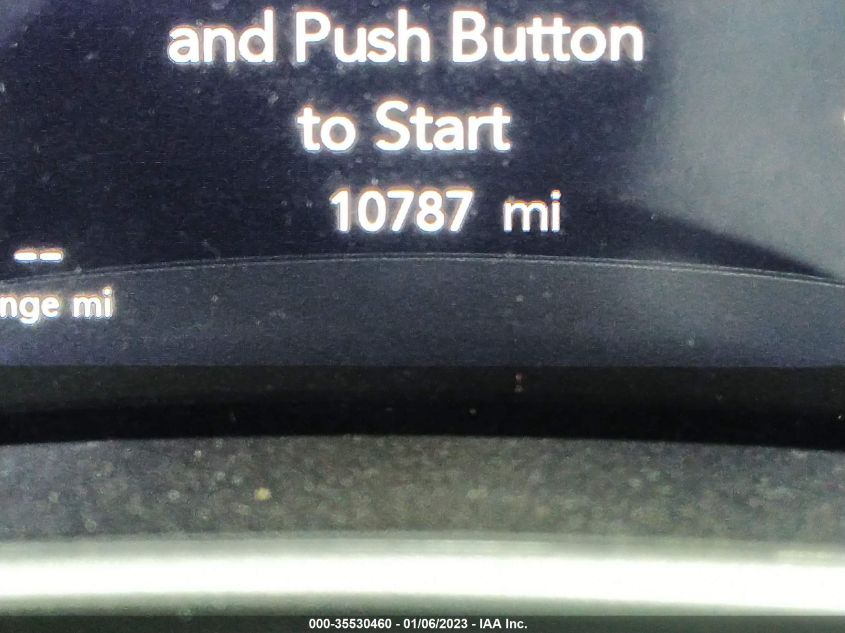 and Push Button
to Start
10787 mi
--
nge mi
000-35530460 - 01/06/2023 - IAA Inc.